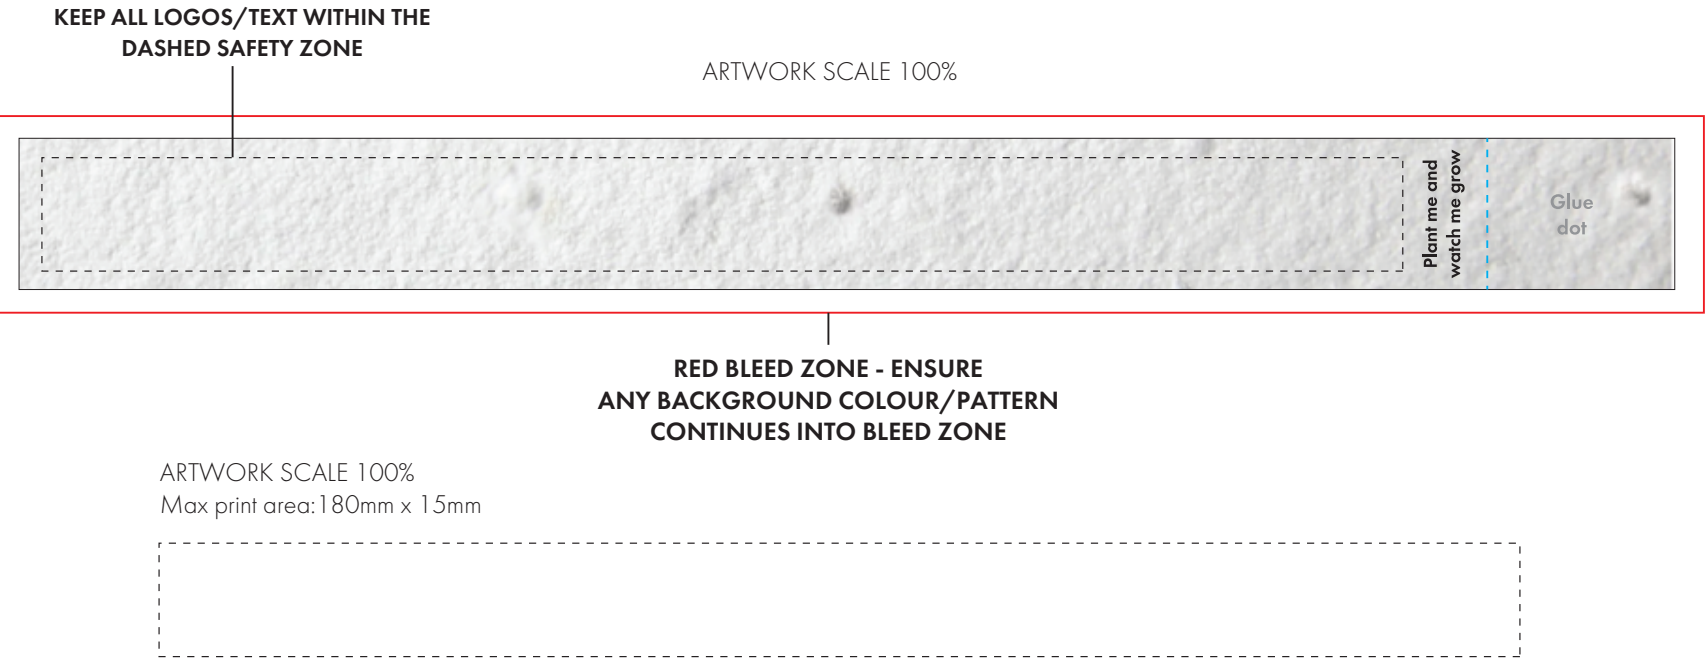 KEEP ALL LOGOS/TEXT WITHIN THE
DASHED SAFETY ZONE
ARTWORK SCALE 100%
Plant me and
watch me grow
Glue
dot
RED BLEED ZONE - ENSURE
ANY BACKGROUND COLOUR/PATTERN
CONTINUES INTO BLEED ZONE
ARTWORK SCALE 100%
Max print area:180mm x 15mm